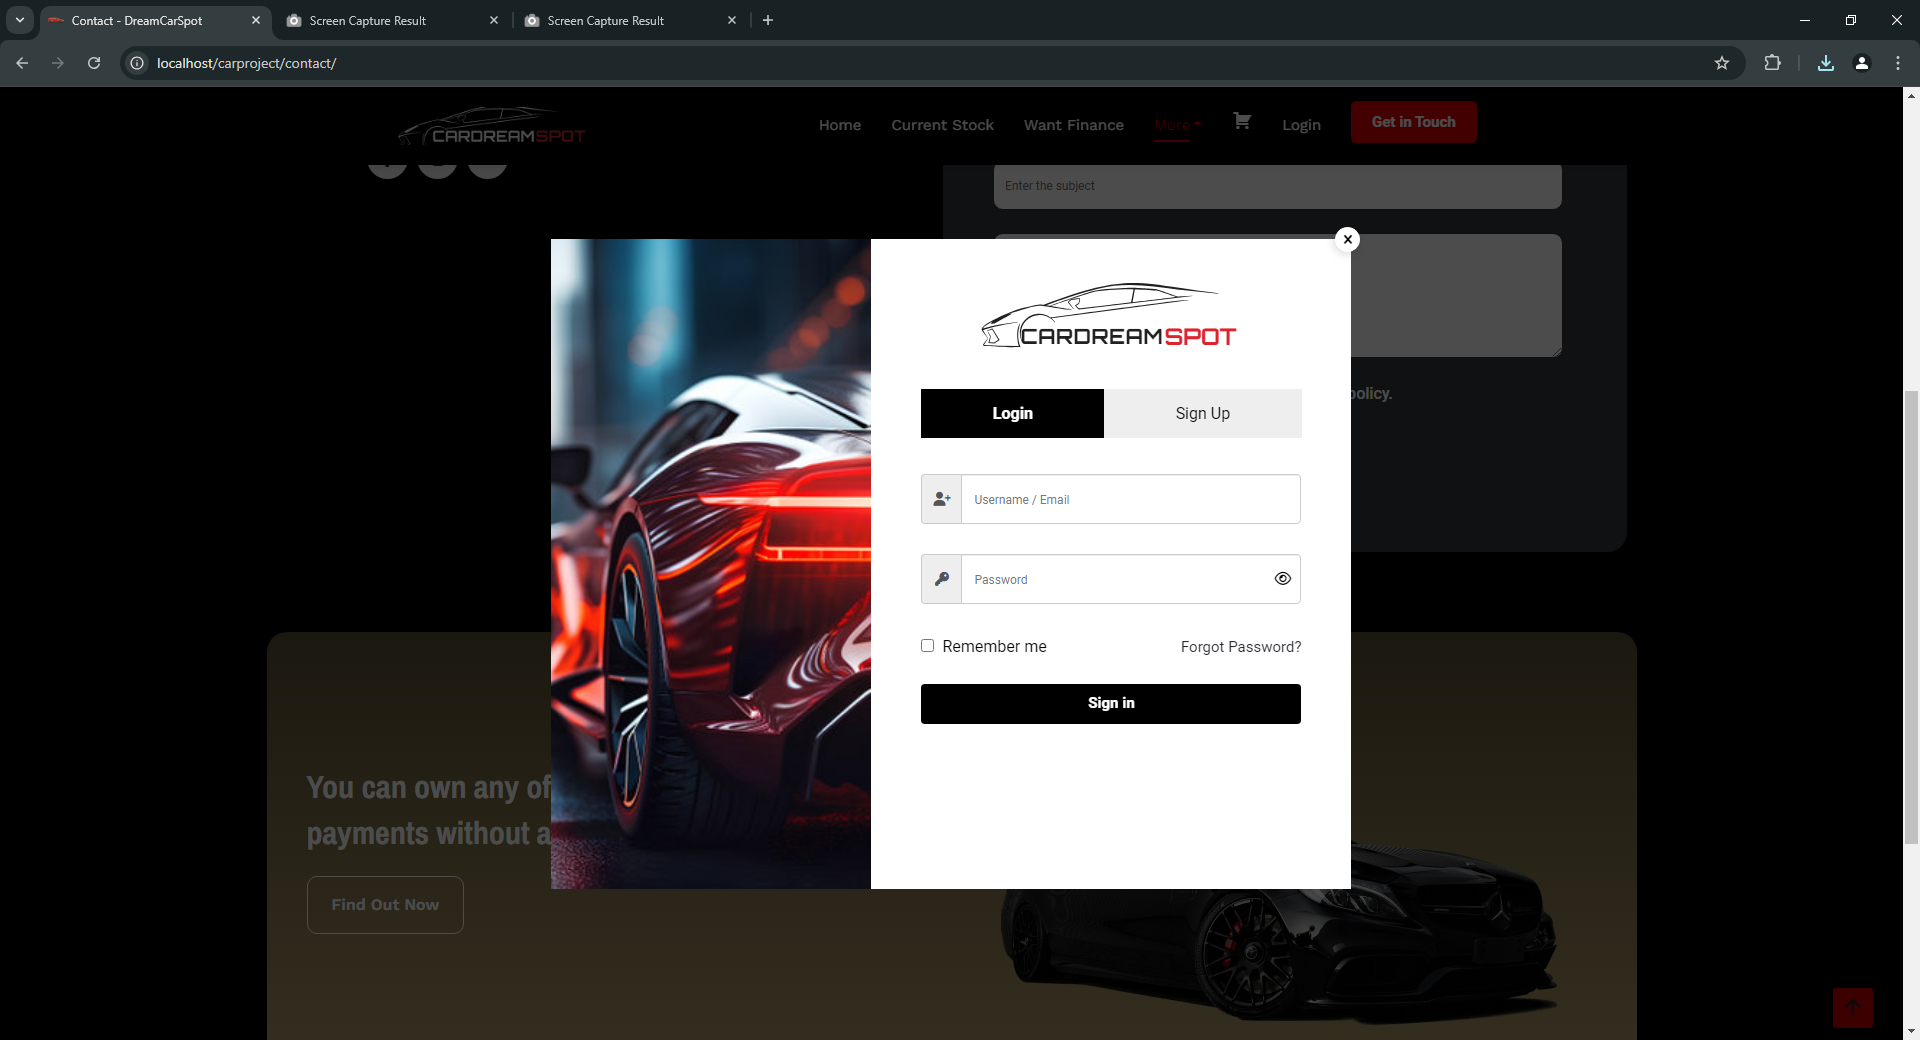 Contact - DreamCarSpot
Screen Capture Result
Screen Capture Result
localhost/carproject/contact/
CARDREAMSPOT
Home
Current Stock
Want Finance
More
Login
Get in Touch
Enter the subject
CARDREAMSPOT
policy.
Login
Sign Up
Username / Email
Password
Remember me
Forgot Password?
Sign in
You can own any of
payments without a
Find Out Now